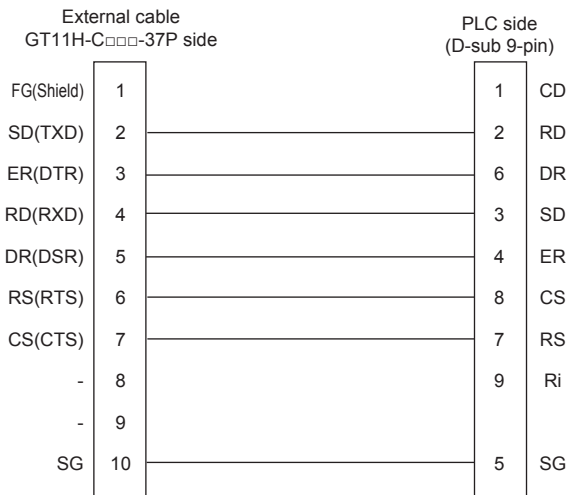 External cable
GT11H-C□□□-37P side
PLC side
(D-sub 9-pin)
FG(Shield) 1 1 CD
SD(TXD) 2 2 RD
ER(DTR) 3 6 DR
RD(RXD) 4 3 SD
DR(DSR) 5 4 ER
RS(RTS) 6 8 CS
CS(CTS) 7 7 RS
- 8 9 Ri
- 9
SG 10 5 SG